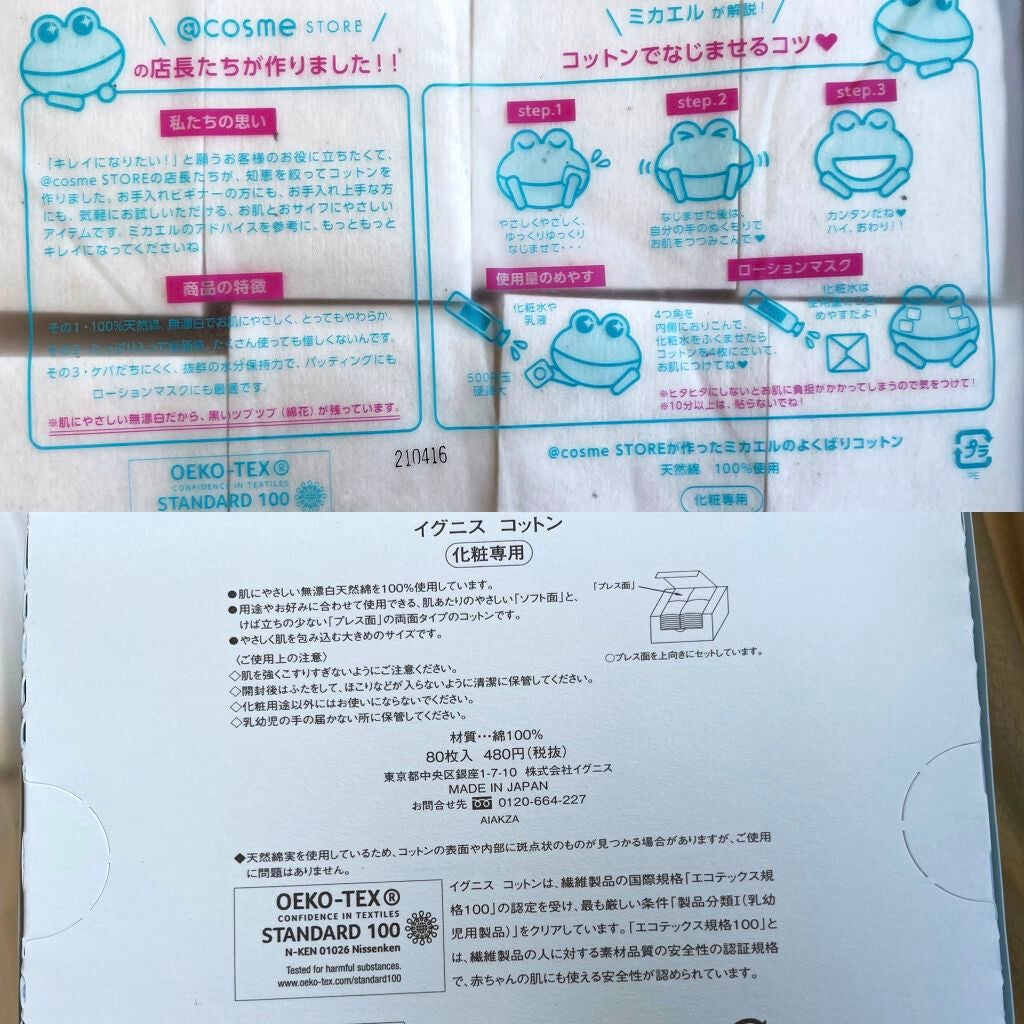 @cosme STORE
の店長たちが作りました!!
私たちの思い
「キレイになりたい!」と願うお客様のお役に立ちたくて、
@cosme STOREの店長たちが、知恵を絞ってコットンを
作りました。お手入れビギナーの方にも、お手入れ上手な方
にも、気軽にお試しいただける、お肌とおサイフにやさしい
アイテムです。ミカエルのアドバイスを参考に、もっともっと
キレイになってくださいね
商品の特徴
その1・100%天然綿、無漂白でお肌にやさしく、とってもやわらか。
たくさん使っても惜しくないんです。
その3・ケバだちにくく、抜群の水分保持力で、パッティングにも
ローションマスクにも最適です。
※肌にやさしい無漂白だから、黒いツブツブ(綿花)が残っています。
OEKO-TEX®
CONFIDENCE IN TEXTILES
STANDARD 100
210416
ミカエルが解説!
コットンでなじませるコツ♥
step.1
step.2
step.3
やさしくやさしく、
ゆっくりゆっくり
なじませて・・・
なじませた後は、
自分の手のぬくもりで
お肌をつつみこんで♥
カンタンだね♥
ハイ、おわり!!
使用量のめやす
化粧水や
乳液
ローションマスク
4つ角を
内側におりこんで、
化粧水をふくませたら
コットンを4枚にさいて、
お肌につけてね♥
化粧水は
めやすだよ!
※ヒタヒタにしないとお肌に負担がかかってしまうので気をつけて!
※10分以上は、貼らないでね!
@cosme STOREが作ったミカエルのよくばりコットン
天然綿 100%使用
化粧専用
プラ
PE
イグニス コットン
化粧専用
●肌にやさしい無漂白天然綿を100%使用しています。
●用途やお好みに合わせて使用できる、肌あたりのやさしい「ソフト面」と、
けば立ちの少ない「プレス面」の両面タイプのコットンです。
●やさしく肌を包み込む大きめのサイズです。
「プレス面」
○プレス面を上向きにセットしています。
〈ご使用上の注意〉
◇肌を強くこすりすぎないようにご注意ください。
◇開封後はふたをして、ほこりなどが入らないように清潔に保管してください。
◇化粧用途以外にはお使いにならないでください。
◇乳幼児の手の届かない所に保管してください。
材質…綿100%
80枚入 480円(税抜)
東京都中央区銀座1-7-10 株式会社イグニス
MADE IN JAPAN
お問合せ先 0120-664-227
AIAKZA
◆天然綿実を使用しているため、コットンの表面や内部に斑点状のものが見つかる場合がありますが、ご使用
に問題はありません。
OEKO-TEX®
CONFIDENCE IN TEXTILES
STANDARD 100
N-KEN 01026 Nissenken
Tested for harmful substances.
www.oeko-tex.com/standard100
イグニス コットンは、繊維製品の国際規格「エコテックス規
格100」の認定を受け、最も厳しい条件「製品分類I(乳幼
児用製品)」をクリアしています。「エコテックス規格100」と
は、繊維製品の人に対する素材品質の安全性の認証規格
で、赤ちゃんの肌にも使える安全性が認められています。